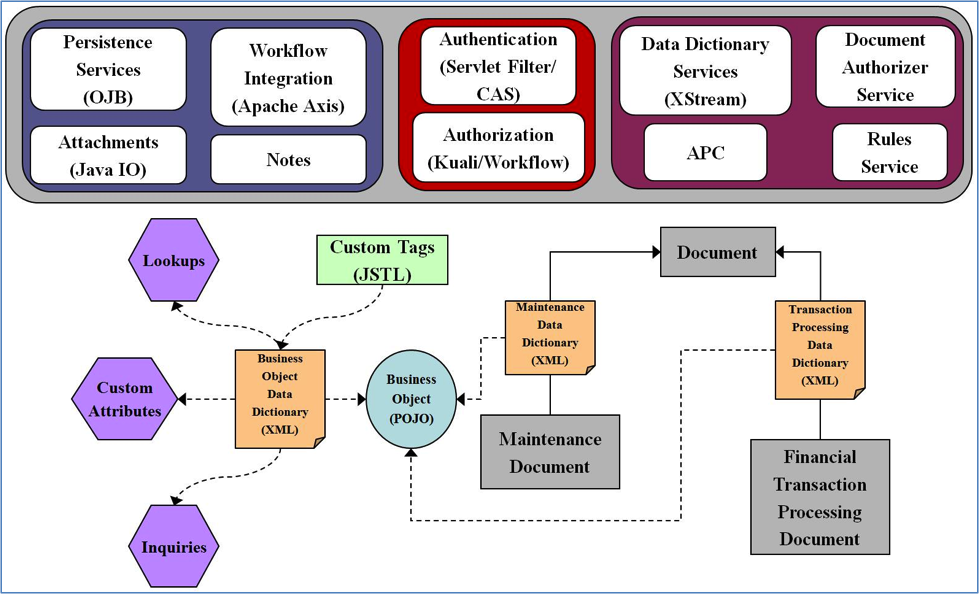 Persistence
Services
(OJB)
Workflow
Integration
(Apache Axis)
Attachments
(Java IO)
Notes
Authentication
(Servlet Filter/
CAS)
Authorization
(Kuali/Workflow)
Data Dictionary
Services
(XStream)
Document
Authorizer
Service
APC
Rules
Service
Lookups
Custom Tags
(JSTL)
Document
Maintenance
Data
Dictionary
(XML)
Transaction
Processing
Data
Dictionary
(XML)
Custom
Attributes
Business
Object
Data
Dictionary
(XML)
Business
Object
(POJO)
Maintenance
Document
Financial
Transaction
Processing
Document
Inquiries